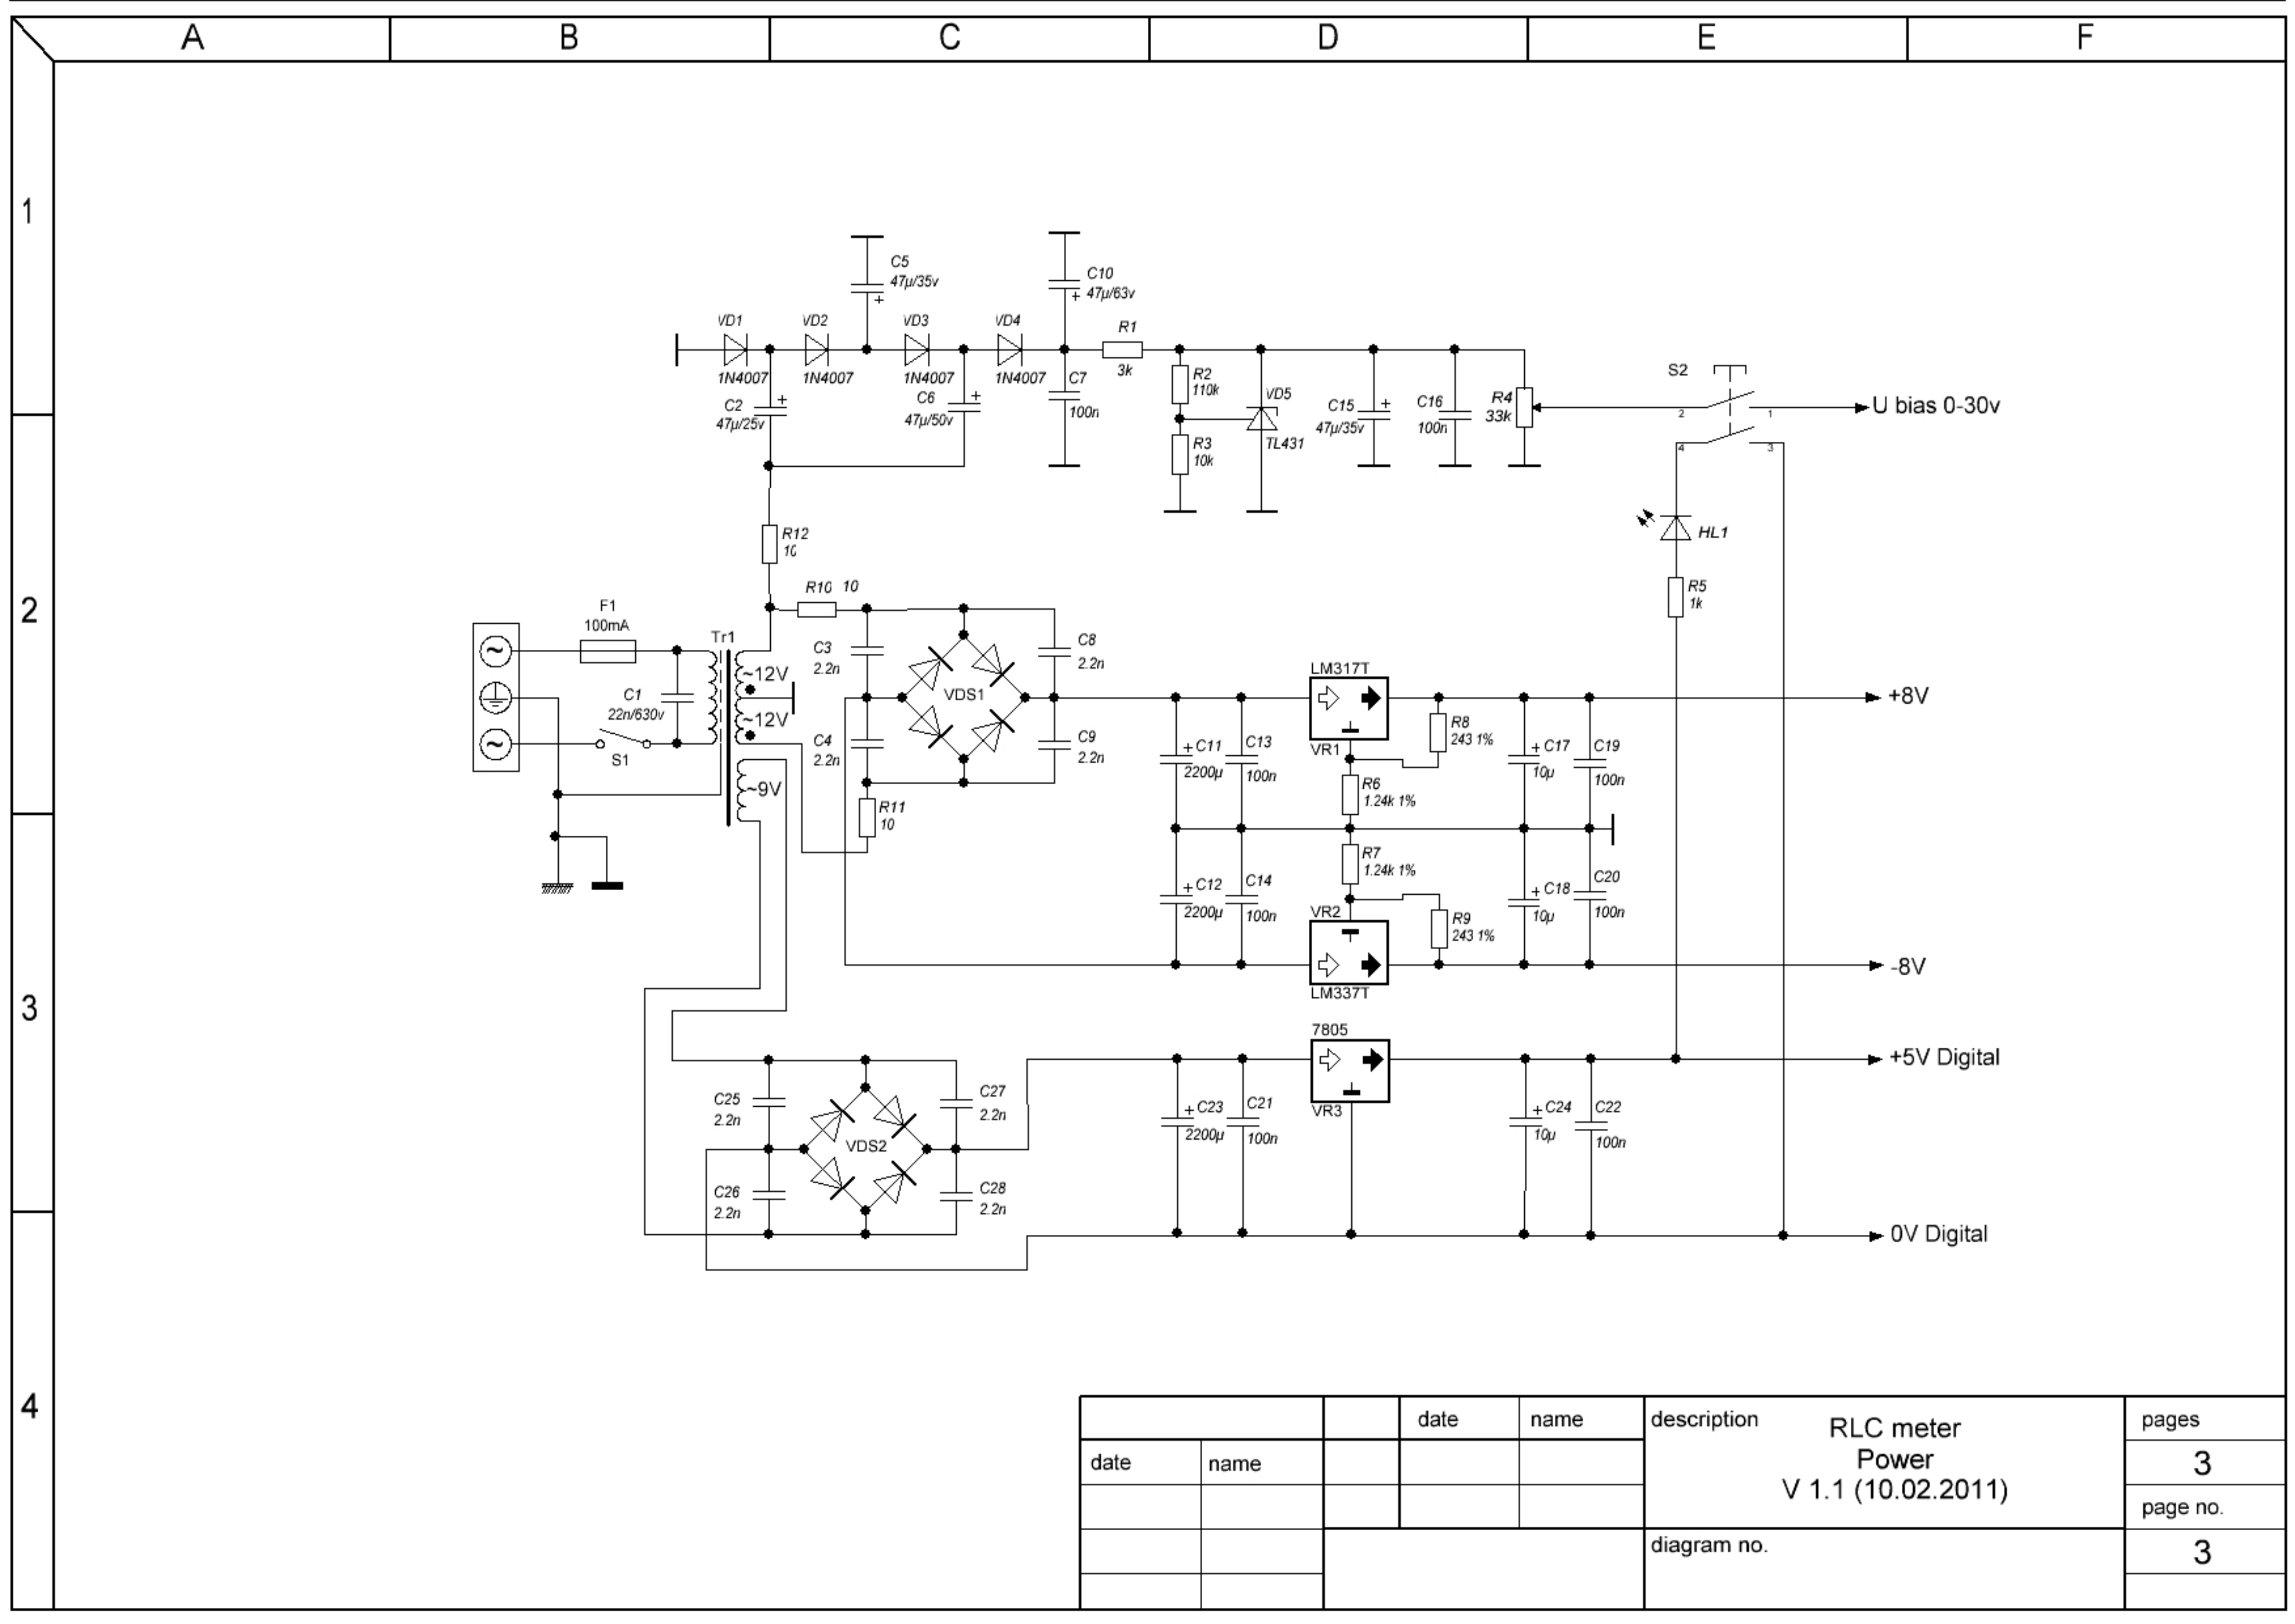 A B C D E F
1
2
3
4
C5
47µ/35v
C10
47µ/63v
VD1
1N4007
VD2
1N4007
VD3
1N4007
VD4
1N4007
R1
3k
C2
47µ/25v
C6
47µ/50v
C7
100n
R2
110k
R3
10k
VD5
TL431
C15
47µ/35v
C16
100n
R4
33k
S2
2
1
4
3
U bias 0-30v
HL1
R5
1k
R12
10
R10 10
F1
100mA
Tr1
C1
22n/630v
S1
~
~
~12V
~12V
~9V
C3
2.2n
C4
2.2n
VDS1
C8
2.2n
C9
2.2n
R11
10
LM317T
VR1
R8
243 1%
R6
1.24k 1%
C11
2200µ
C13
100n
C17
10µ
C19
100n
+8V
R7
1.24k 1%
C12
2200µ
C14
100n
VR2
LM337T
R9
243 1%
C18
10µ
C20
100n
-8V
C25
2.2n
C26
2.2n
VDS2
C27
2.2n
C28
2.2n
7805
VR3
C23
2200µ
C21
100n
C24
10µ
C22
100n
+5V Digital
0V Digital
date name description RLC meter pages
date name Power 3
V 1.1 (10.02.2011)
page no.
diagram no. 3